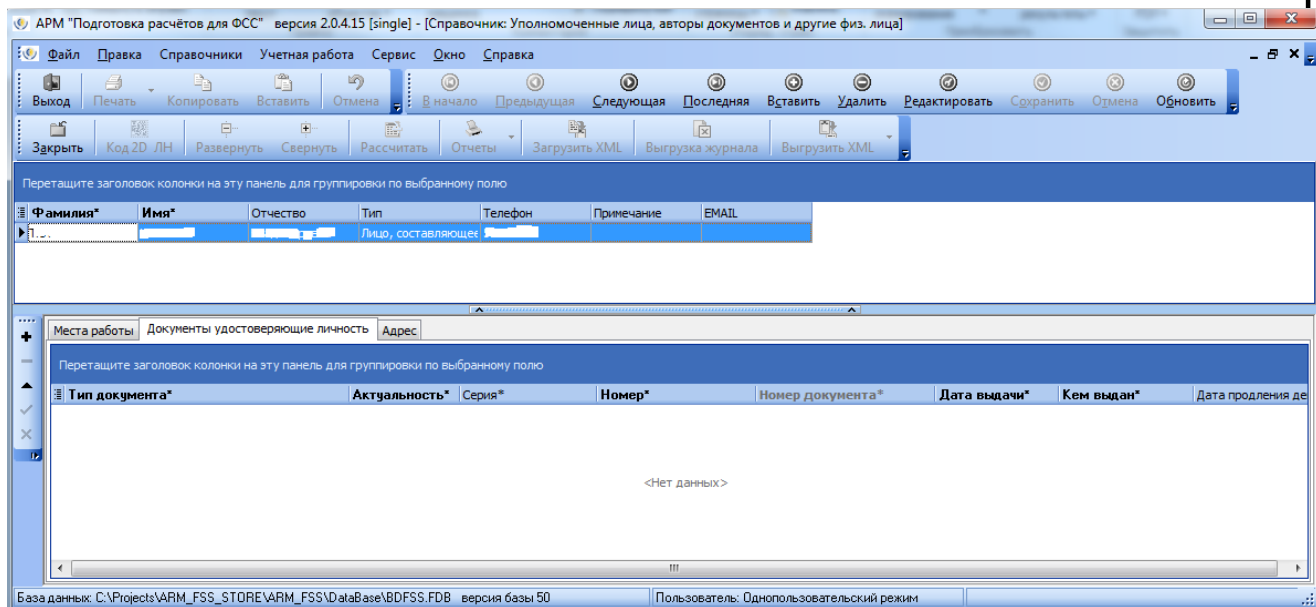 АРМ "Подготовка расчётов для ФСС" версия 2.0.4.15 [single] - [Справочник: Уполномоченные лица, авторы документов и другие физ. лица]
Файл Правка Справочники Учетная работа Сервис Окно Справка
Выход Печать Копировать Вставить Отмена В начало Предыдущая Следующая Последняя Вставить Удалить Редактировать Сохранить Отмена Обновить
Закрыть Код 2D ЛН Развернуть Свернуть Рассчитать Отчеты Загрузить XML Выгрузка журнала Выгрузить XML
Перетащите заголовок колонки на эту панель для группировки по выбранному полю
Фамилия* Имя* Отчество Тип Телефон Примечание EMAIL
Лицо, составляющее
Места работы Документы удостоверяющие личность Адрес
Перетащите заголовок колонки на эту панель для группировки по выбранному полю
Тип документа* Актуальность* Серия* Номер* Номер документа* Дата выдачи* Кем выдан* Дата продления де
<Нет данных>
База данных: C:\Projects\ARM_FSS_STORE\ARM_FSS\DataBase\BDFSS.FDB версия базы 50 Пользователь: Однопользовательский режим